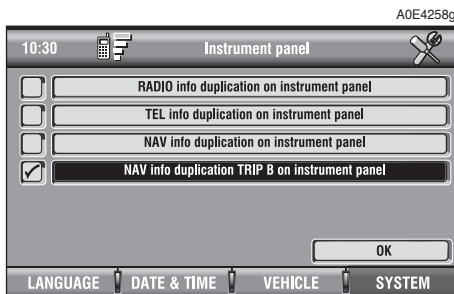 A0E4258g
10:30 Instrument panel
RADIO info duplication on instrument panel
TEL info duplication on instrument panel
NAV info duplication on instrument panel
NAV info duplication TRIP B on instrument panel
OK
LANGUAGE DATE & TIME VEHICLE SYSTEM